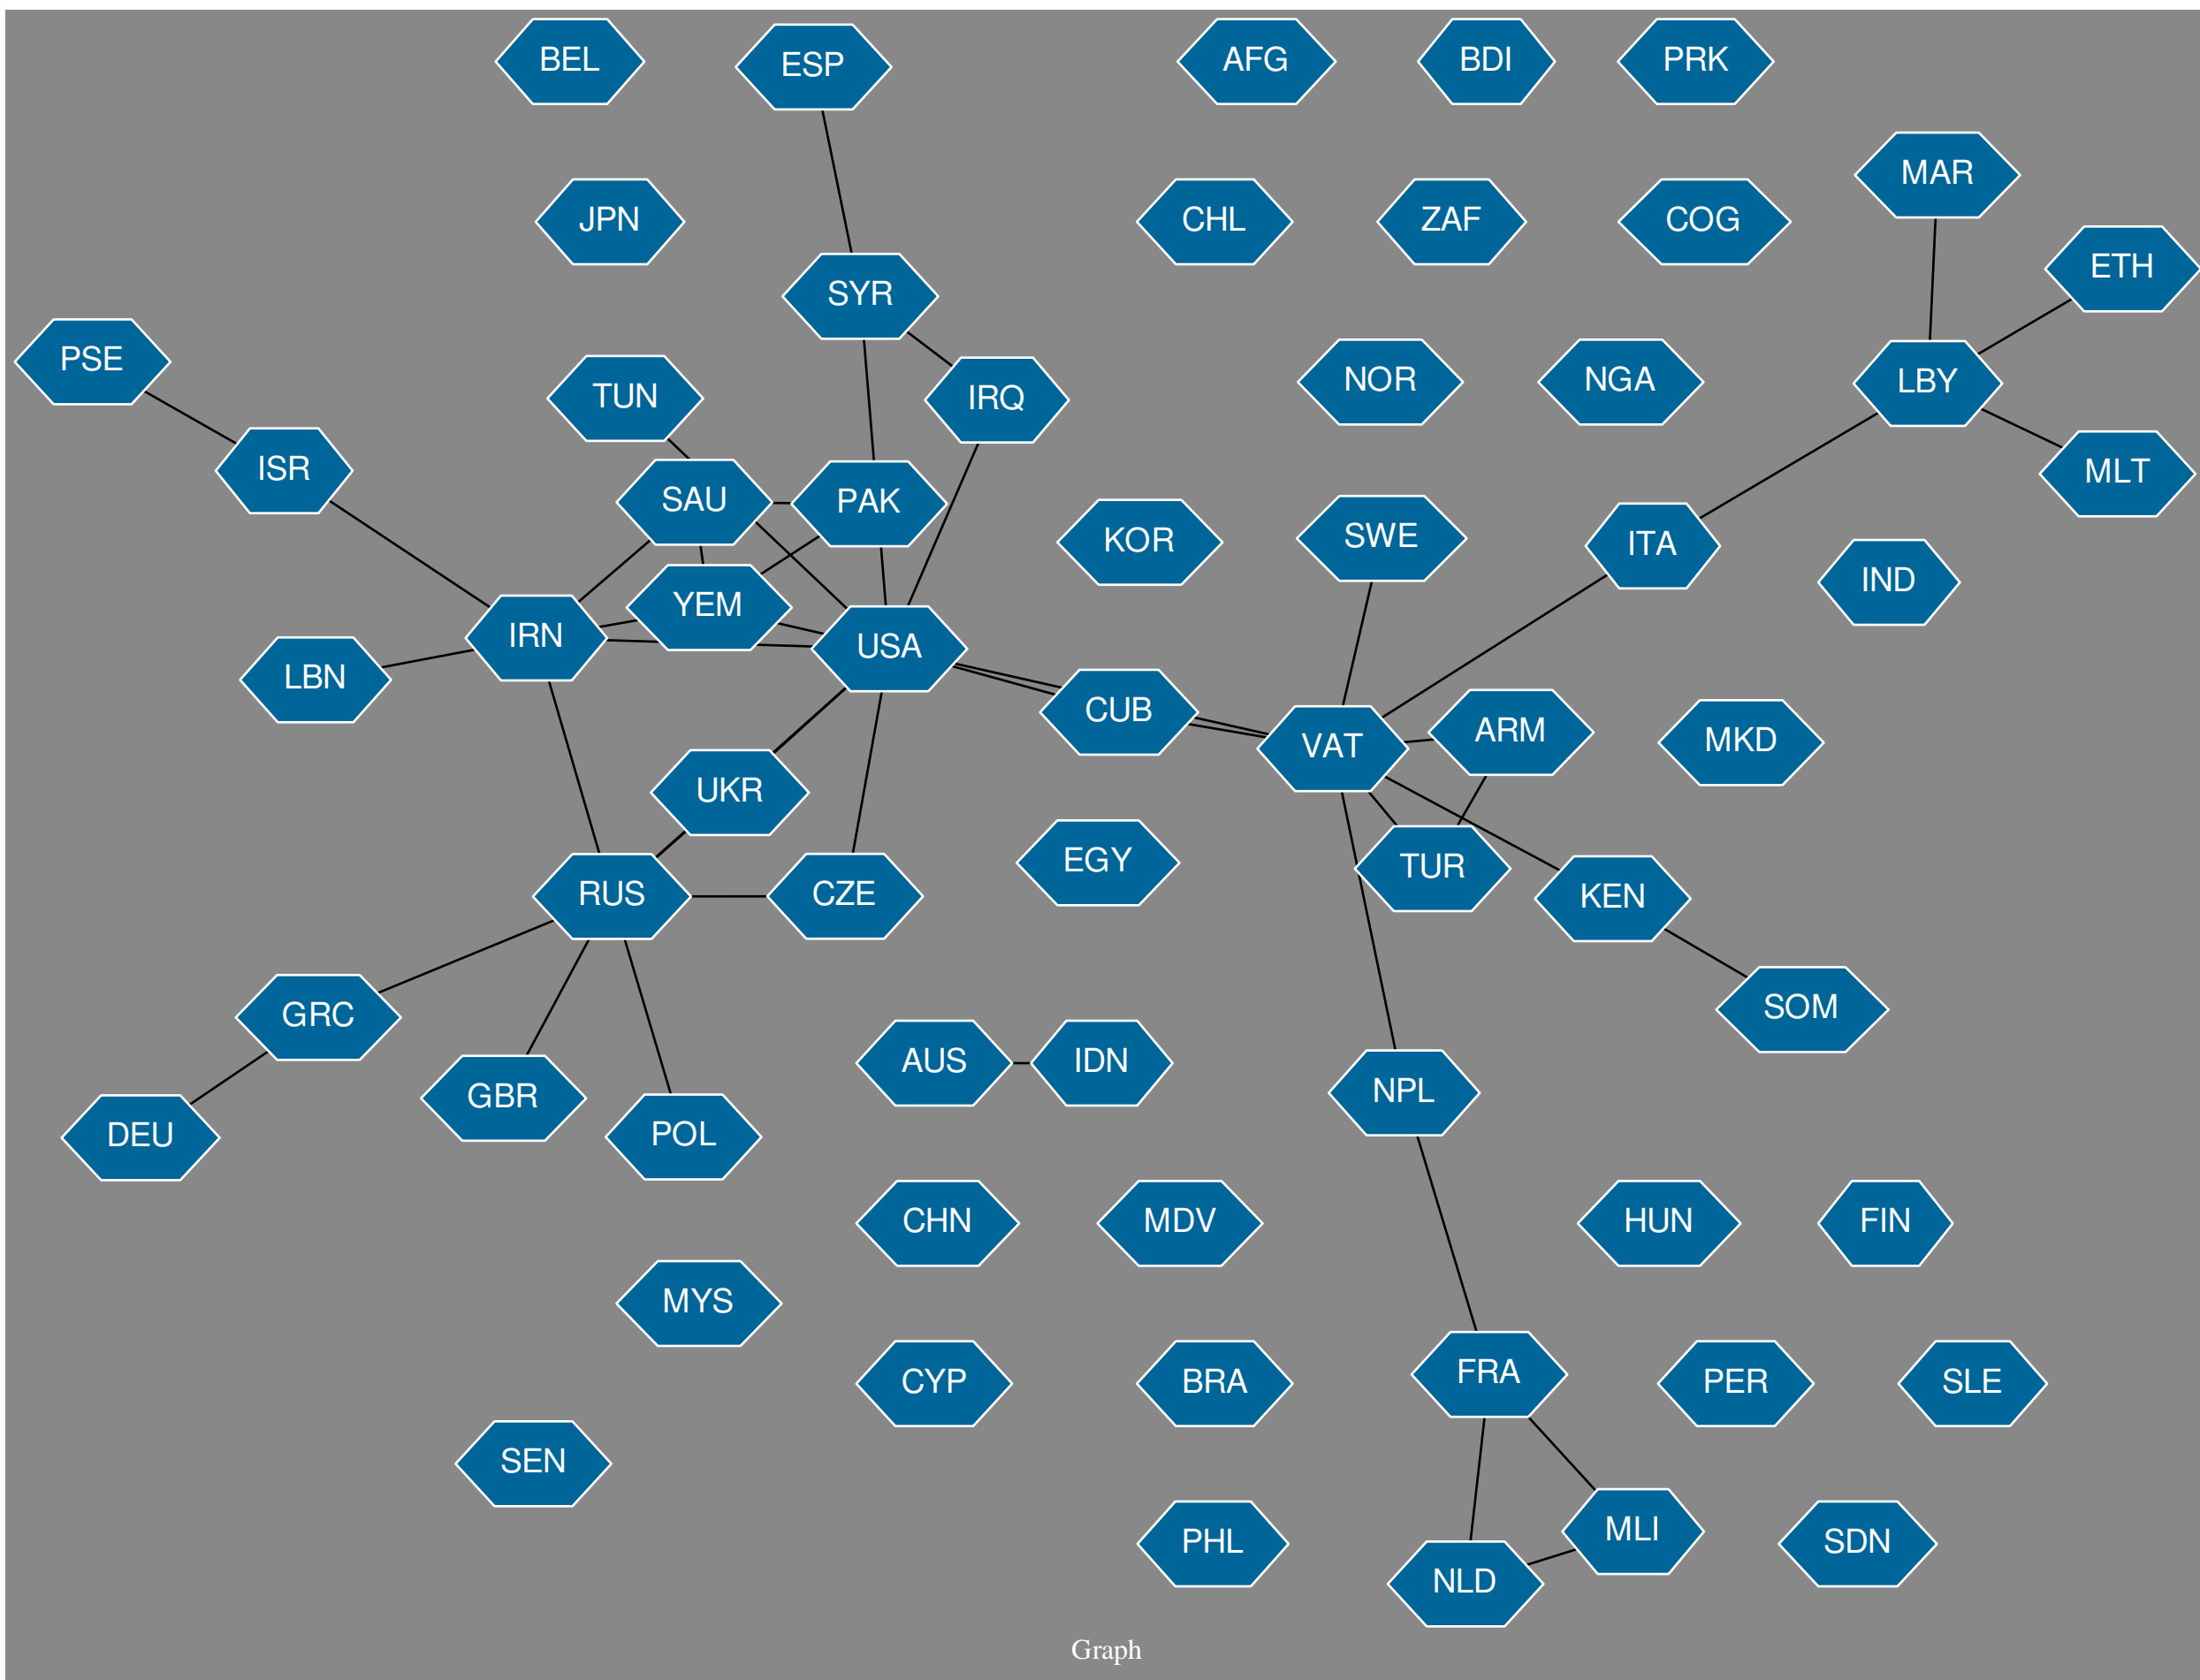 BEL
ESP
AFG
BDI
PRK
MAR
JPN
CHL
ZAF
COG
ETH
SYR
PSE
TUN
IRQ
NOR
NGA
LBY
ISR
SAU
PAK
MLT
KOR
SWE
ITA
IND
IRN
YEM
USA
LBN
CUB
VAT
ARM
MKD
UKR
EGY
TUR
RUS
CZE
KEN
GRC
SOM
AUS
IDN
DEU
GBR
POL
NPL
CHN
MDV
HUN
FIN
MYS
CYP
BRA
FRA
PER
SLE
SEN
PHL
NLD
MLI
SDN
Graph